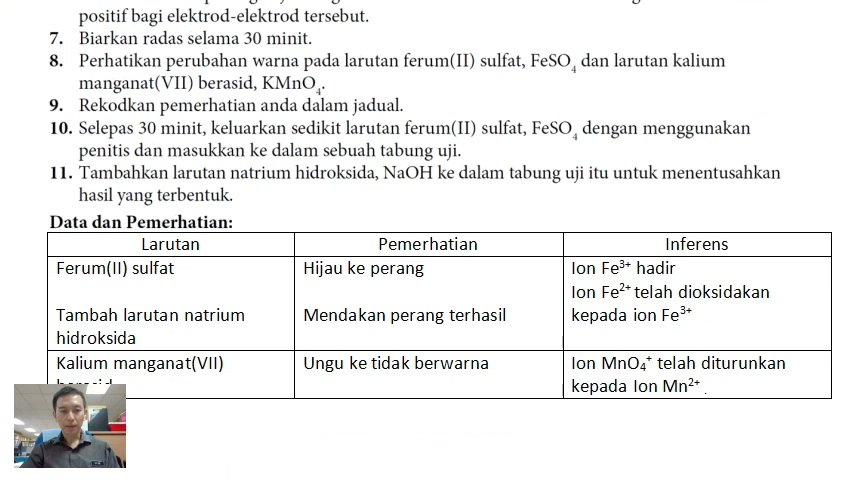 positif bagi elektrod-elektrod tersebut.
7. Biarkan radas selama 30 minit.
8. Perhatikan perubahan warna pada larutan ferum(II) sulfat, FeSO₄ dan larutan kalium
manganat(VII) berasid, KMnO₄.
9. Rekodkan pemerhatian anda dalam jadual.
10. Selepas 30 minit, keluarkan sedikit larutan ferum(II) sulfat, FeSO₄ dengan menggunakan
penitis dan masukkan ke dalam sebuah tabung uji.
11. Tambahkan larutan natrium hidroksida, NaOH ke dalam tabung uji itu untuk menentusahkan
hasil yang terbentuk.
Data dan Pemerhatian:
Larutan Pemerhatian Inferens
Ferum(II) sulfat Hijau ke perang Ion Fe³⁺ hadir
Ion Fe²⁺ telah dioksidakan
Tambah larutan natrium Mendakan perang terhasil kepada ion Fe³⁺
hidroksida
Kalium manganat(VII) Ungu ke tidak berwarna Ion MnO₄⁺ telah diturunkan
kepada Ion Mn²⁺ .